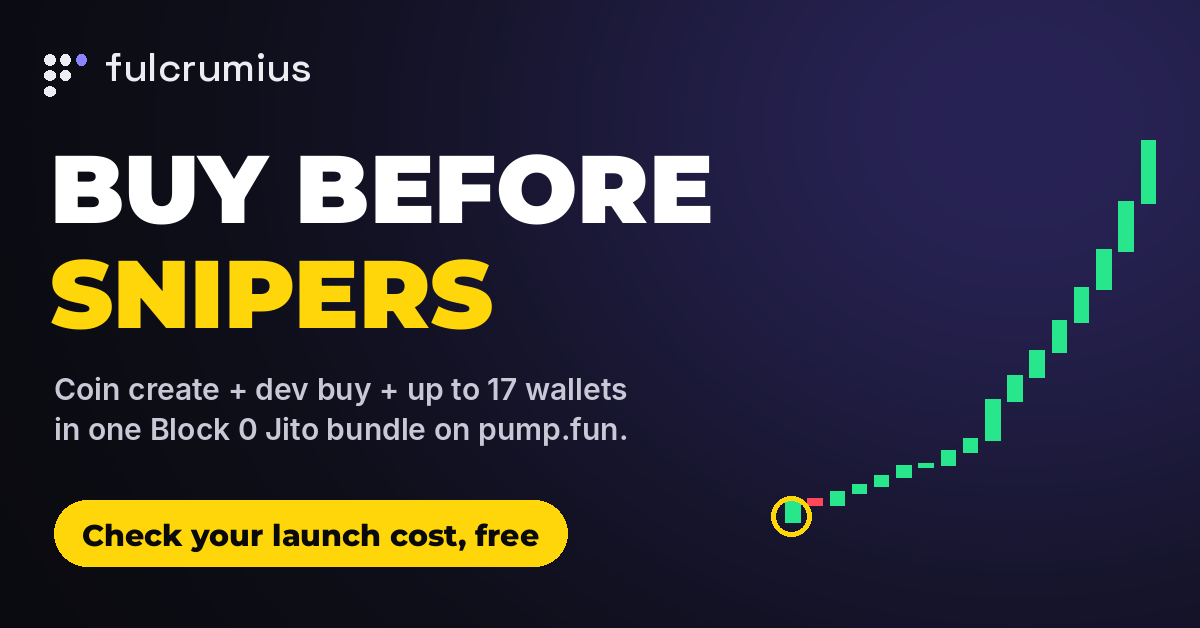 fulcrumius
BUY BEFORE
SNIPERS
Coin create + dev buy + up to 17 wallets
in one Block 0 Jito bundle on pump.fun.
Check your launch cost, free